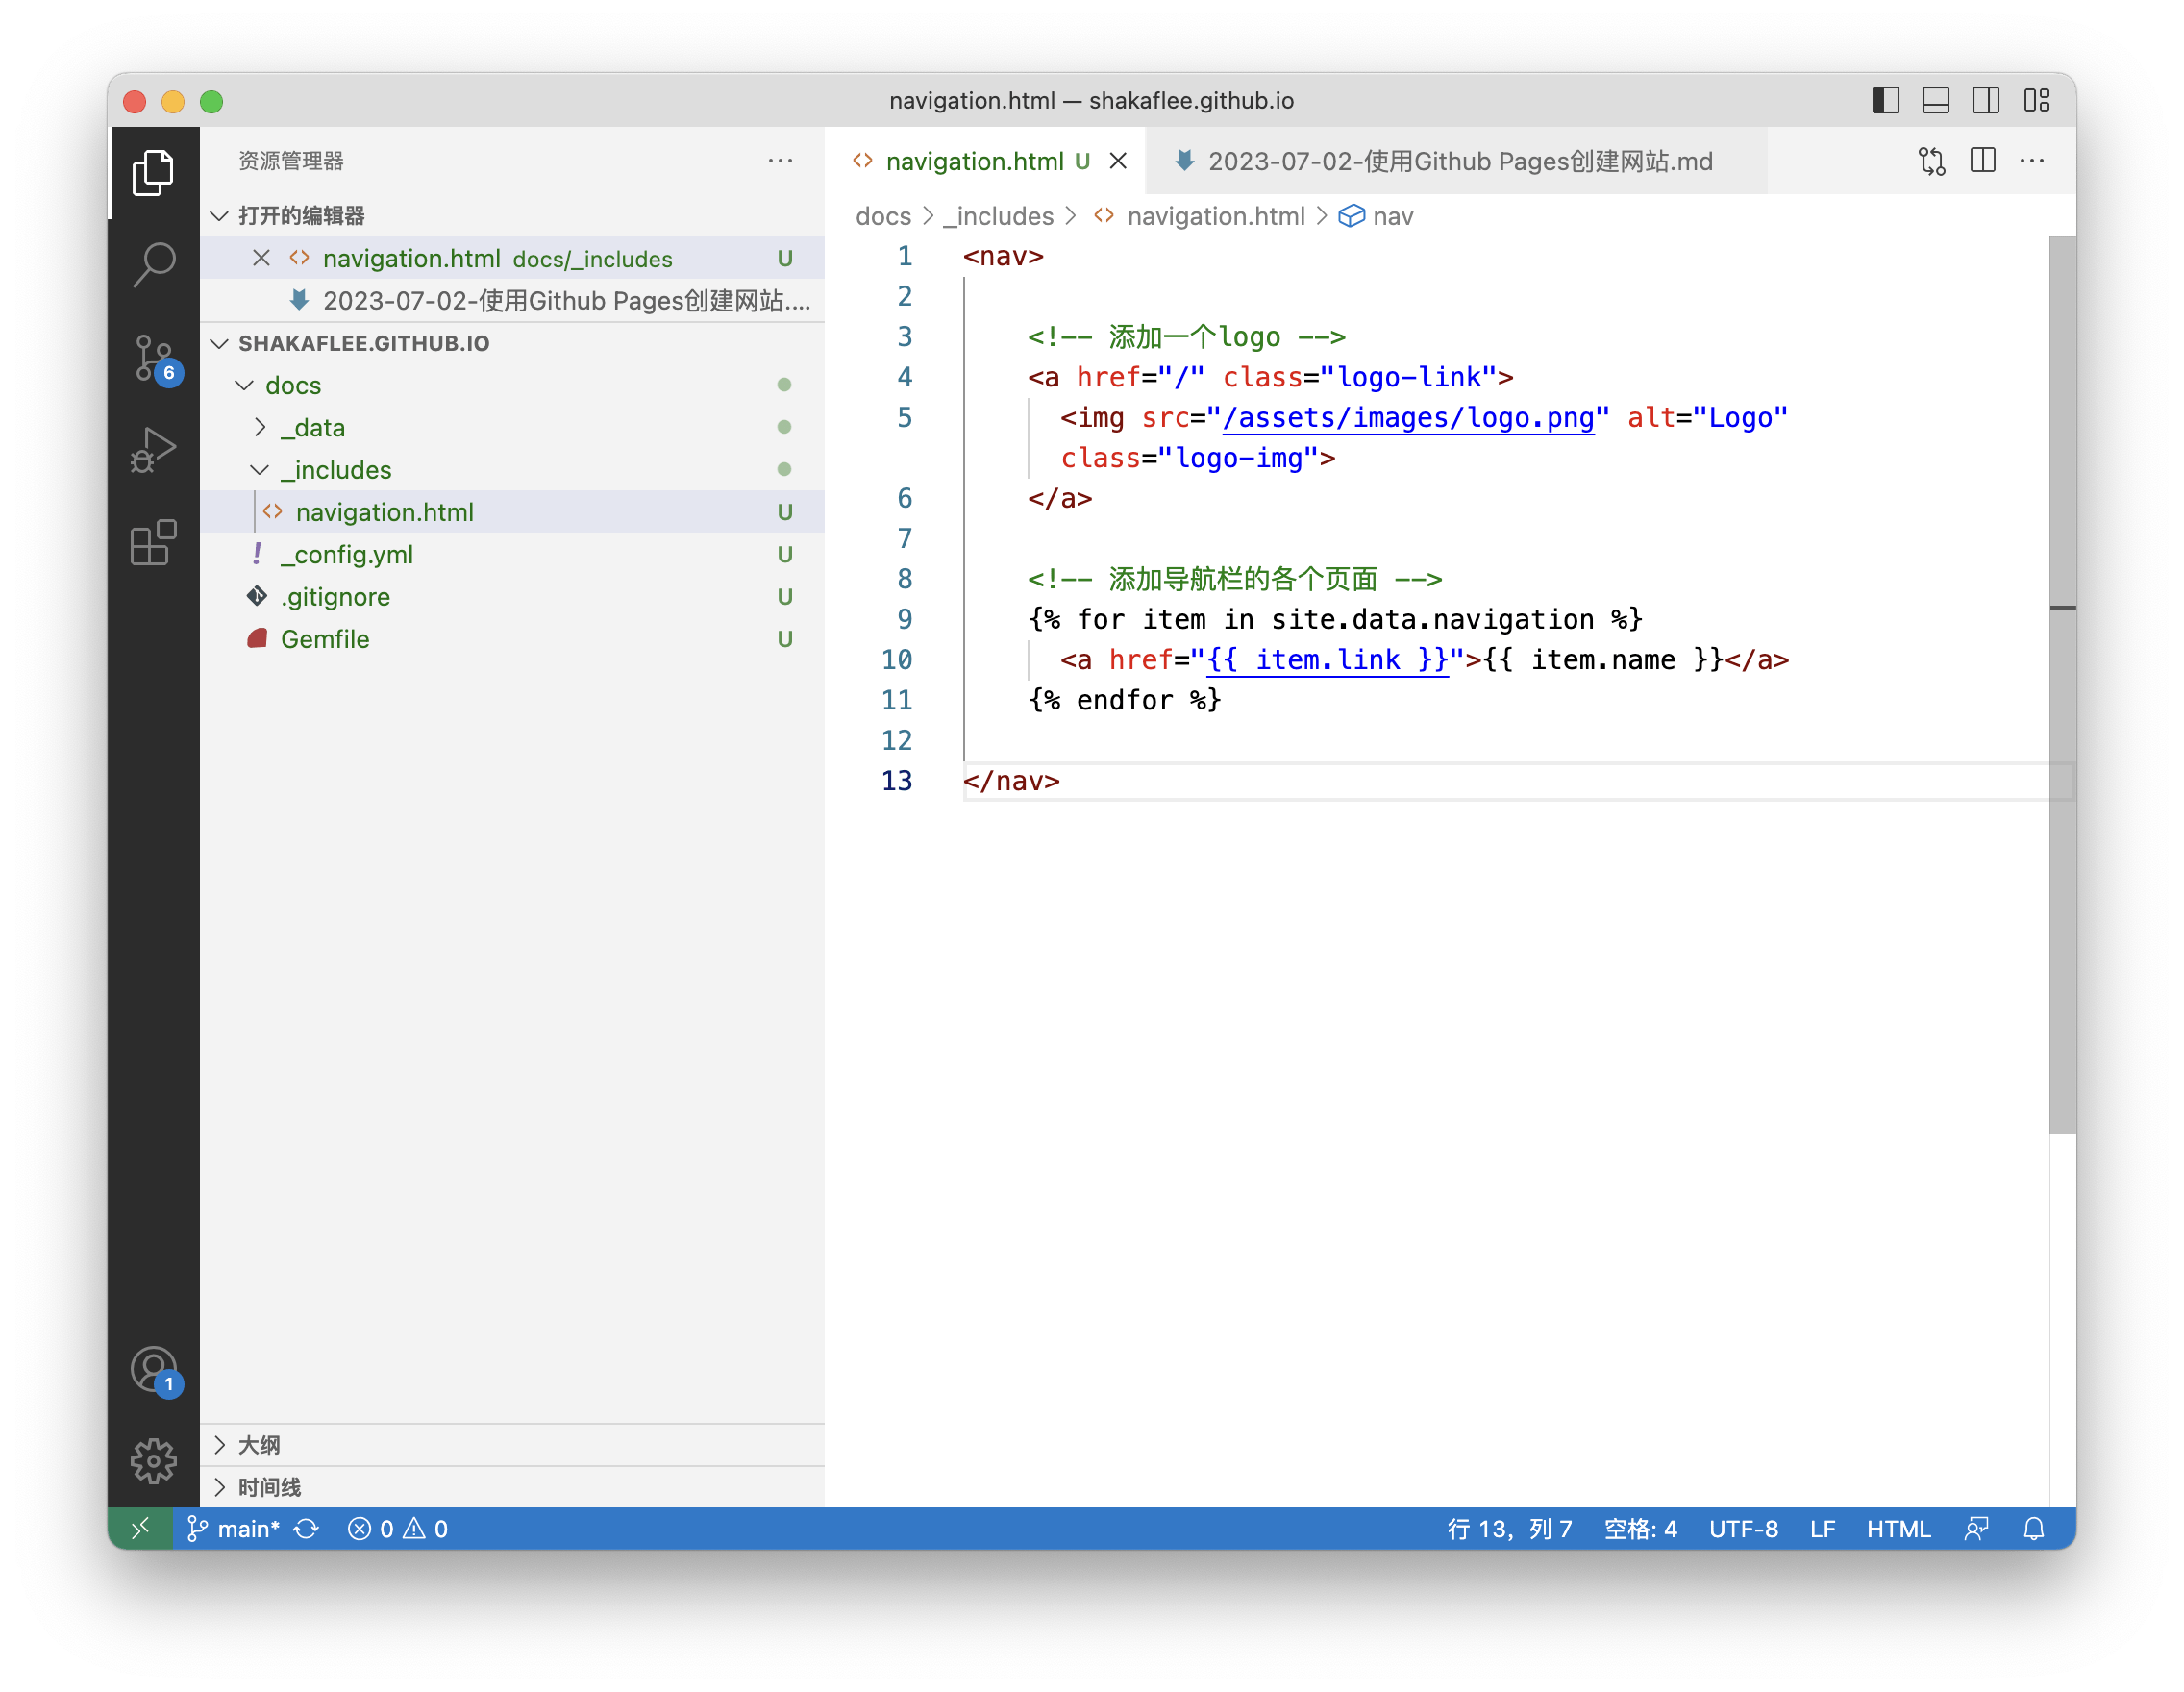 navigation.html — shakaflee.github.io
资源管理器
打开的编辑器
navigation.html docs/_includes U
2023-07-02-使用Github Pages创建网站....
SHAKAFLEE.GITHUB.IO
docs
_data
_includes
navigation.html U
_config.yml U
.gitignore U
Gemfile U
大纲
时间线
6
1
navigation.html U
2023-07-02-使用Github Pages创建网站.md
docs > _includes > navigation.html > nav
1 <nav>
2
3 <!-- 添加一个logo -->
4 <a href="/" class="logo-link">
5 <img src="/assets/images/logo.png" alt="Logo"
class="logo-img">
6 </a>
7
8 <!-- 添加导航栏的各个页面 -->
9 {% for item in site.data.navigation %}
10 <a href="{{ item.link }}">{{ item.name }}</a>
11 {% endfor %}
12
13 </nav>
main* 0 0 行 13，列 7 空格: 4 UTF-8 LF HTML